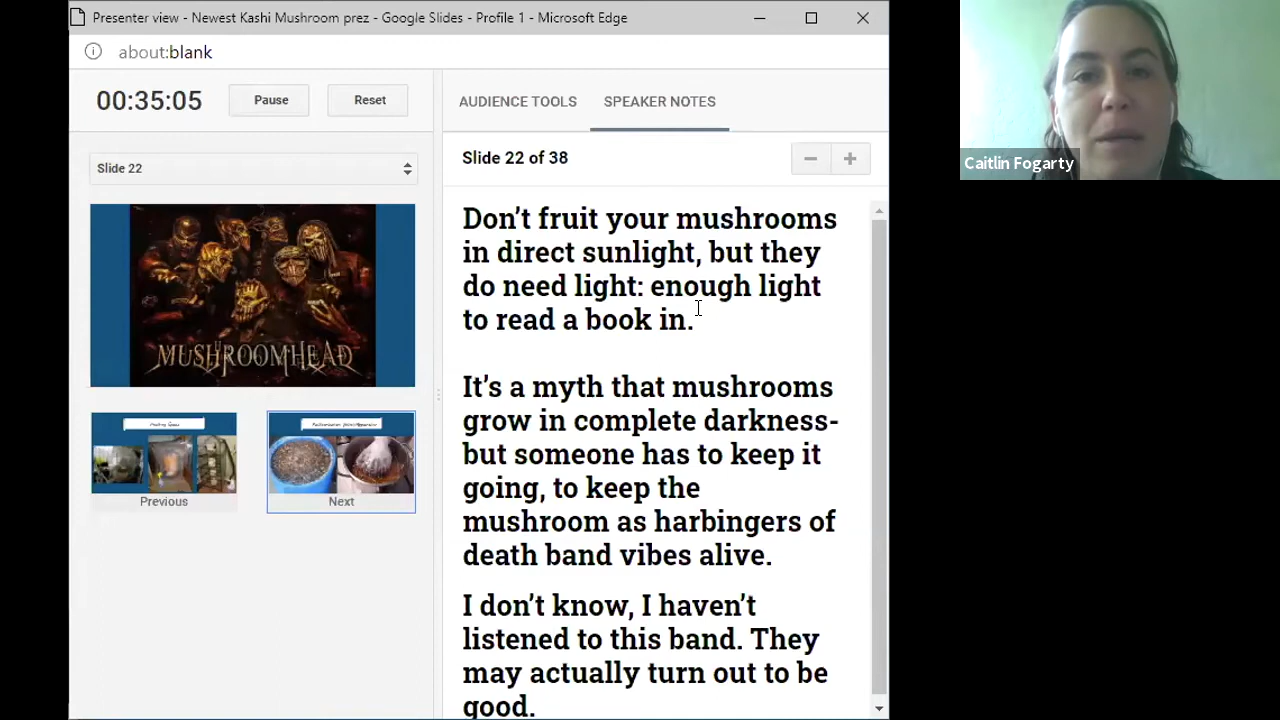 Presenter view - Newest Kashi Mushroom prez - Google Slides - Profile 1 - Microsoft Edge
about:blank
00:35:05
Pause
Reset
AUDIENCE TOOLS
SPEAKER NOTES
Slide 22
Slide 22 of 38
MUSHROOMHEAD
Previous
Next
Don’t fruit your mushrooms
in direct sunlight, but they
do need light: enough light
to read a book in.
It’s a myth that mushrooms
grow in complete darkness-
but someone has to keep it
going, to keep the
mushroom as harbingers of
death band vibes alive.
I don’t know, I haven’t
listened to this band. They
may actually turn out to be
good.
Caitlin Fogarty